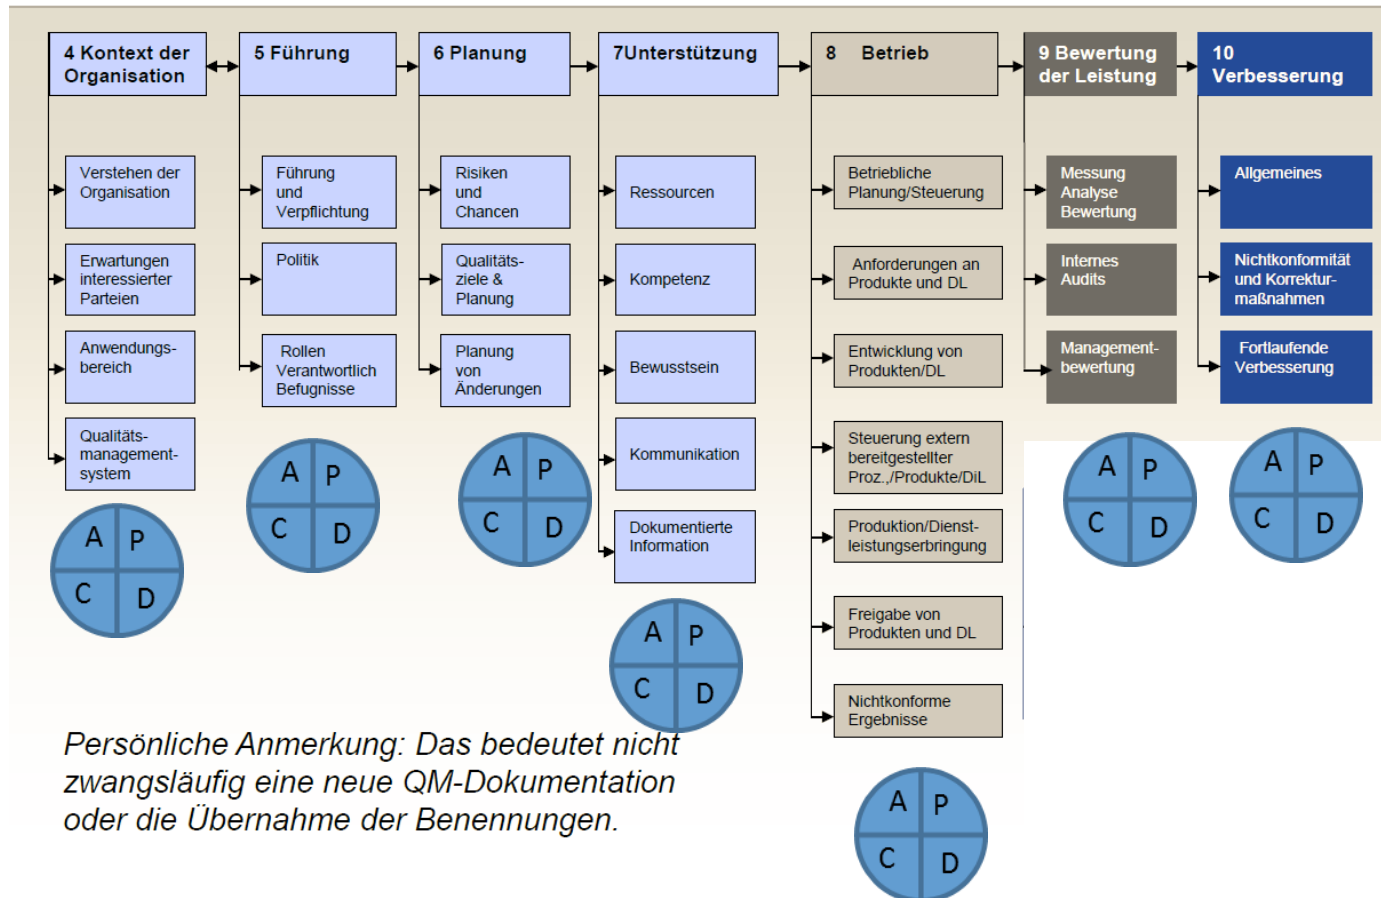 4 Kontext der
Organisation
5 Führung
6 Planung
7Unterstützung
8 Betrieb
9 Bewertung
der Leistung
10
Verbesserung
Verstehen der
Organisation
Erwartungen
interessierter
Parteien
Anwendungs-
bereich
Qualitäts-
management-
system
A P
C D
Führung
und
Verpflichtung
Politik
Rollen
Verantwortlich
Befugnisse
A P
C D
Risiken
und
Chancen
Qualitäts-
ziele &
Planung
Planung
von
Änderungen
A P
C D
Ressourcen
Kompetenz
Bewusstsein
Kommunikation
Dokumentierte
Information
A P
C D
Betriebliche
Planung/Steuerung
Anforderungen an
Produkte und DL
Entwicklung von
Produkten/DL
Steuerung extern
bereitgestellter
Proz.,/Produkte/DiL
Produktion/Dienst-
leistungserbringung
Freigabe von
Produkten und DL
Nichtkonforme
Ergebnisse
A P
C D
Messung
Analyse
Bewertung
Internes
Audits
Management-
bewertung
A P
C D
Allgemeines
Nichtkonformität
und Korrektur-
maßnahmen
Fortlaufende
Verbesserung
A P
C D
Persönliche Anmerkung: Das bedeutet nicht
zwangsläufig eine neue QM-Dokumentation
oder die Übernahme der Benennungen.